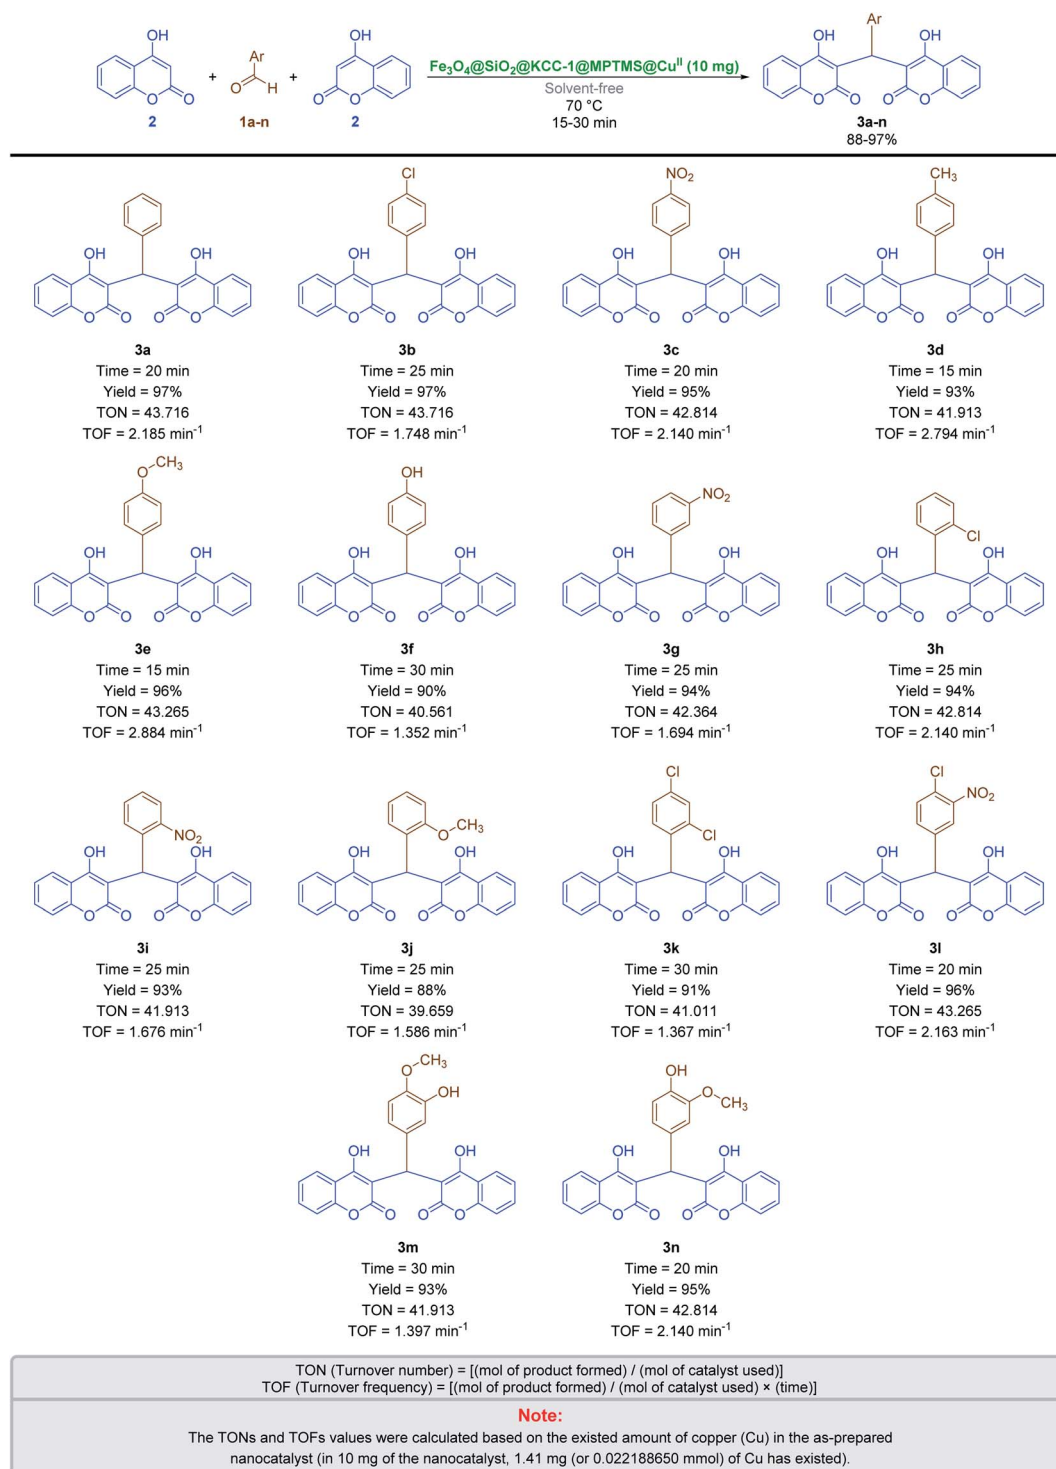 OH
Ar
OH
OH
Ar
OH
O
O
+
O
H
+
O
O
Fe3O4@SiO2@KCC-1@MPTMS@CuII (10 mg)
Solvent-free
70 °C
15-30 min
O
O
O
O
2
1a-n
2
3a-n
88-97%
OH
OH
O
O
O
O
3a
Time = 20 min
Yield = 97%
TON = 43.716
TOF = 2.185 min-1
Cl
OH
OH
O
O
O
O
3b
Time = 25 min
Yield = 97%
TON = 43.716
TOF = 1.748 min-1
NO2
OH
OH
O
O
O
O
3c
Time = 20 min
Yield = 95%
TON = 42.814
TOF = 2.140 min-1
CH3
OH
OH
O
O
O
O
3d
Time = 15 min
Yield = 93%
TON = 41.913
TOF = 2.794 min-1
O
CH3
OH
OH
O
O
O
O
3e
Time = 15 min
Yield = 96%
TON = 43.265
TOF = 2.884 min-1
OH
OH
OH
O
O
O
O
3f
Time = 30 min
Yield = 90%
TON = 40.561
TOF = 1.352 min-1
NO2
OH
OH
O
O
O
O
3g
Time = 25 min
Yield = 94%
TON = 42.364
TOF = 1.694 min-1
Cl
OH
OH
O
O
O
O
3h
Time = 25 min
Yield = 94%
TON = 42.814
TOF = 2.140 min-1
NO2
OH
OH
O
O
O
O
3i
Time = 25 min
Yield = 93%
TON = 41.913
TOF = 1.676 min-1
O
CH3
OH
OH
O
O
O
O
3j
Time = 25 min
Yield = 88%
TON = 39.659
TOF = 1.586 min-1
Cl
Cl
OH
OH
O
O
O
O
3k
Time = 30 min
Yield = 91%
TON = 41.011
TOF = 1.367 min-1
Cl
NO2
OH
OH
O
O
O
O
3l
Time = 20 min
Yield = 96%
TON = 43.265
TOF = 2.163 min-1
O
CH3
OH
OH
OH
O
O
O
O
3m
Time = 30 min
Yield = 93%
TON = 41.913
TOF = 1.397 min-1
OH
O
CH3
OH
OH
O
O
O
O
3n
Time = 20 min
Yield = 95%
TON = 42.814
TOF = 2.140 min-1
TON (Turnover number) = [(mol of product formed) / (mol of catalyst used)]
TOF (Turnover frequency) = [(mol of product formed) / (mol of catalyst used) × (time)]
Note:
The TONs and TOFs values were calculated based on the existed amount of copper (Cu) in the as-prepared
nanocatalyst (in 10 mg of the nanocatalyst, 1.41 mg (or 0.022188650 mmol) of Cu has existed).